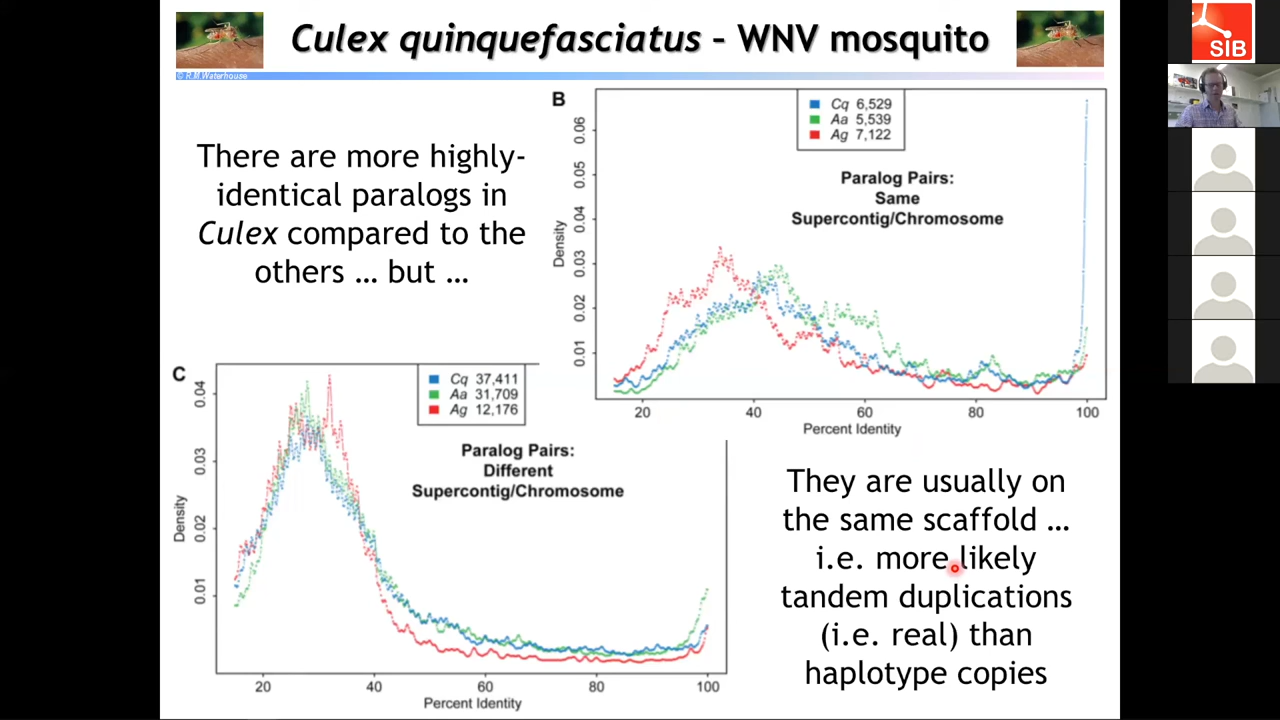 Culex quinquefasciatus – WNV mosquito
© R.M.Waterhouse
SIB
There are more highly-
identical paralogs in
Culex compared to the
others … but …
B
Cq 6,529
Aa 5,539
Ag 7,122
Paralog Pairs:
Same
Supercontig/Chromosome
Density
0.06
0.05
0.04
0.03
0.02
0.01
20 40 60 80 100
Percent Identity
C
Cq 37,411
Aa 31,709
Ag 12,176
Paralog Pairs:
Different
Supercontig/Chromosome
Density
0.04
0.03
0.02
0.01
20 40 60 80 100
Percent Identity
They are usually on
the same scaffold …
i.e. more likely
tandem duplications
(i.e. real) than
haplotype copies